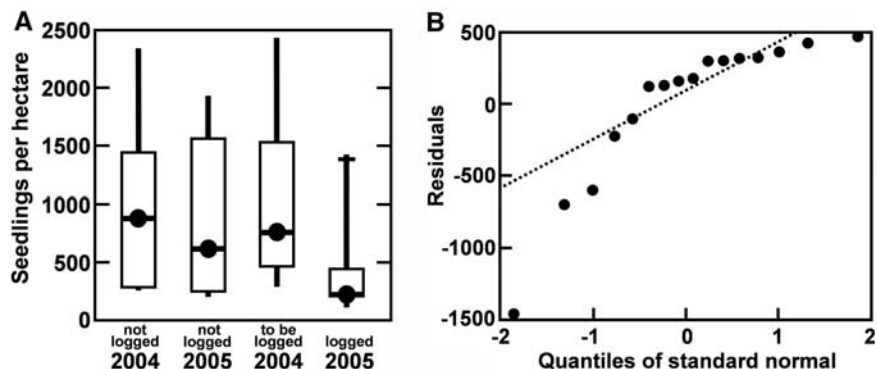 A
Seedlings per hectare
2500
2000
1500
1000
500
0
not logged 2004
not logged 2005
to be logged 2004
logged 2005
B
Residuals
500
0
-500
-1000
-1500
-2
-1
0
1
2
Quantiles of standard normal